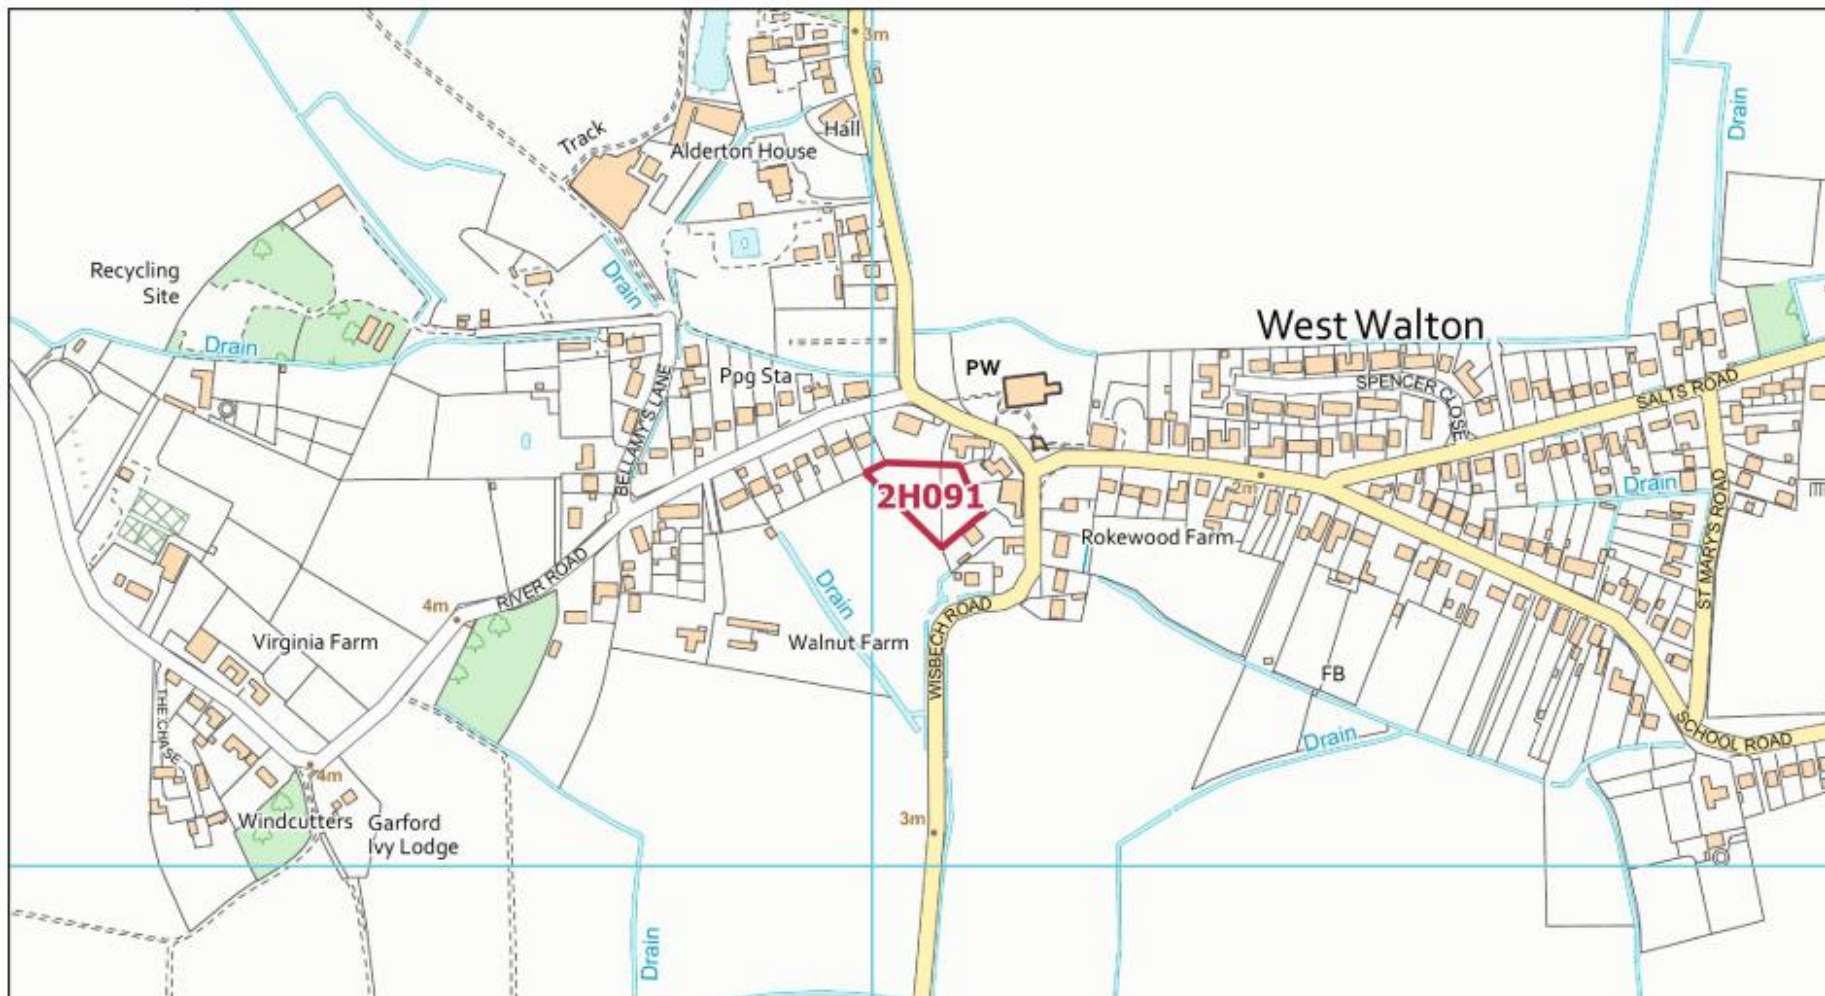 3m
Hall
Track
Alderton House
Drain
Recycling
Site
Drain
Drain
West Walton
PW
Ppg Sta
SPENCER CLOSE
SALTS ROAD
BELLAMY'S LANE
2H091
2m
Drain
Rokewood Farm
ST MARY'S ROAD
RIVER ROAD
4m
Drain
WISBECH ROAD
Virginia Farm
Walnut Farm
FB
THE CHASE
SCHOOL ROAD
Drain
4m
Windcutters
Garford
Ivy Lodge
3m
Drain